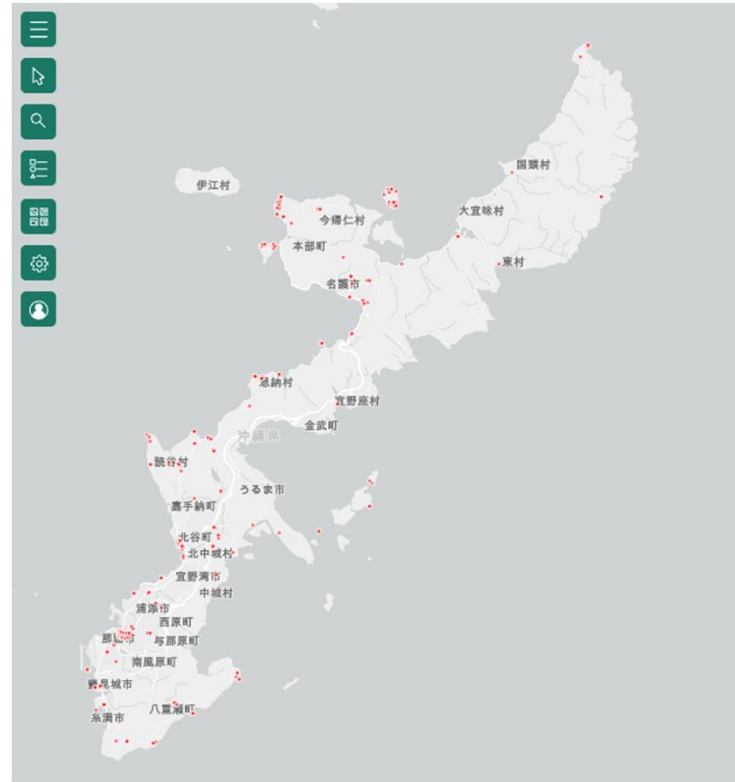 国頭村
伊江村
大宜味村
今帰仁村
本部町
東村
名護市
恩納村
宜野座村
金武町
沖縄県
読谷村
うるま市
嘉手納町
北谷町
北中城村
宜野湾市
中城村
浦添市
西原町
那覇市
与那原町
南風原町
豊見城市
八重瀬町
糸満市